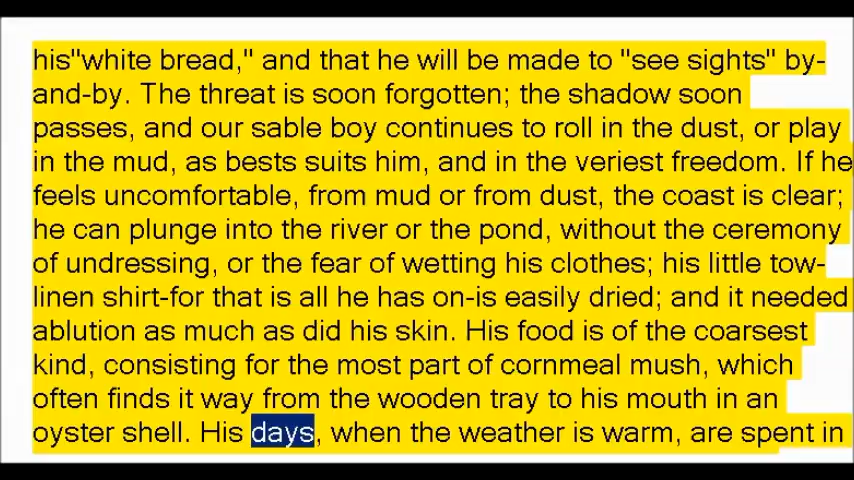 his"white bread," and that he will be made to "see sights" by-
and-by. The threat is soon forgotten; the shadow soon
passes, and our sable boy continues to roll in the dust, or play
in the mud, as bests suits him, and in the veriest freedom. If he
feels uncomfortable, from mud or from dust, the coast is clear;
he can plunge into the river or the pond, without the ceremony
of undressing, or the fear of wetting his clothes; his little tow-
linen shirt-for that is all he has on-is easily dried; and it needed
ablution as much as did his skin. His food is of the coarsest
kind, consisting for the most part of cornmeal mush, which
often finds it way from the wooden tray to his mouth in an
oyster shell. His days, when the weather is warm, are spent in